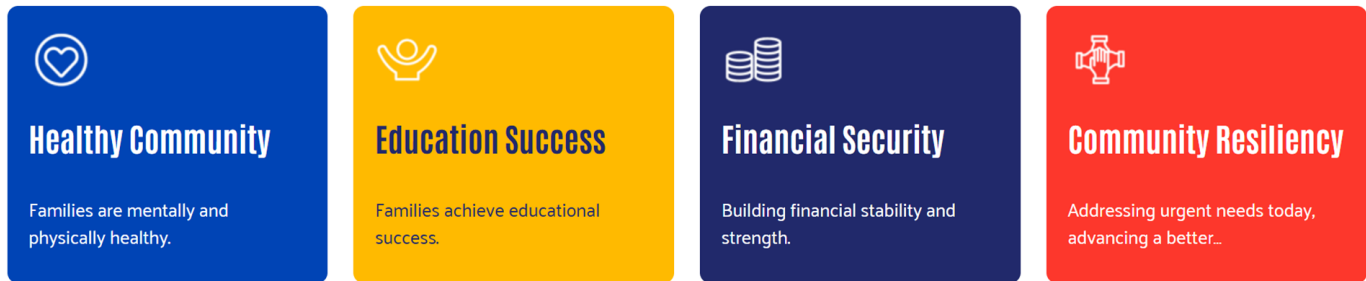 Healthy Community
Families are mentally and
physically healthy.
Education Success
Families achieve educational
success.
Financial Security
Building financial stability and
strength.
Community Resiliency
Addressing urgent needs today,
advancing a better...